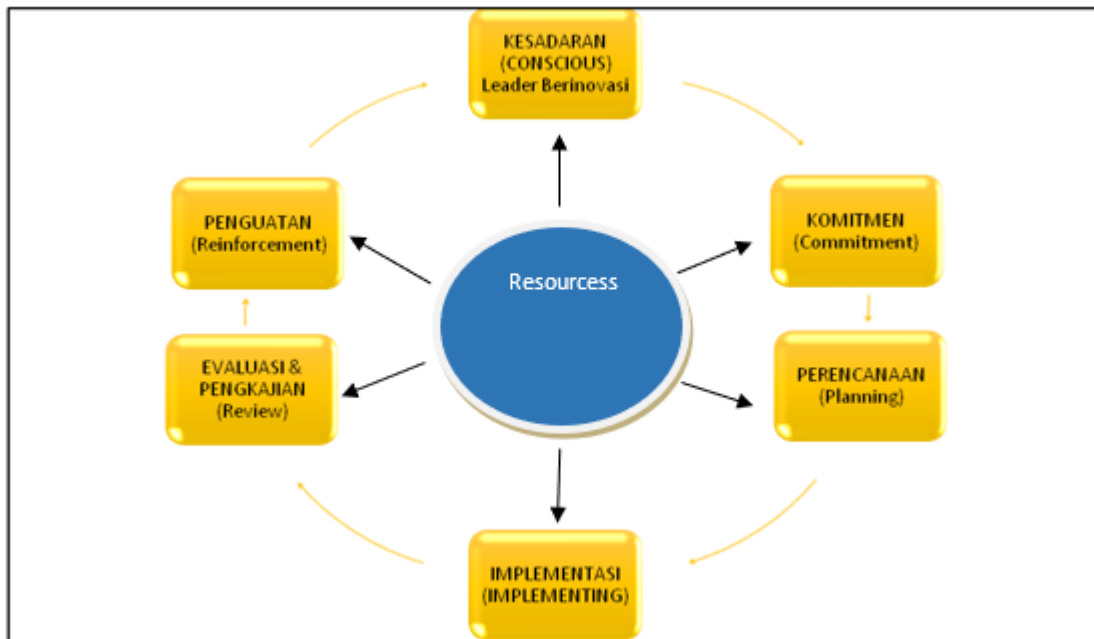 KESADARAN
(CONSCIOUS)
Leader Berinovasi
KOMITMEN
(Commitment)
PERENCANAAN
(Planning)
IMPLEMENTASI
(IMPLEMENTING)
EVALUASI &
PENGKAJIAN
(Review)
PENGUATAN
(Reinforcement)
Resourcess